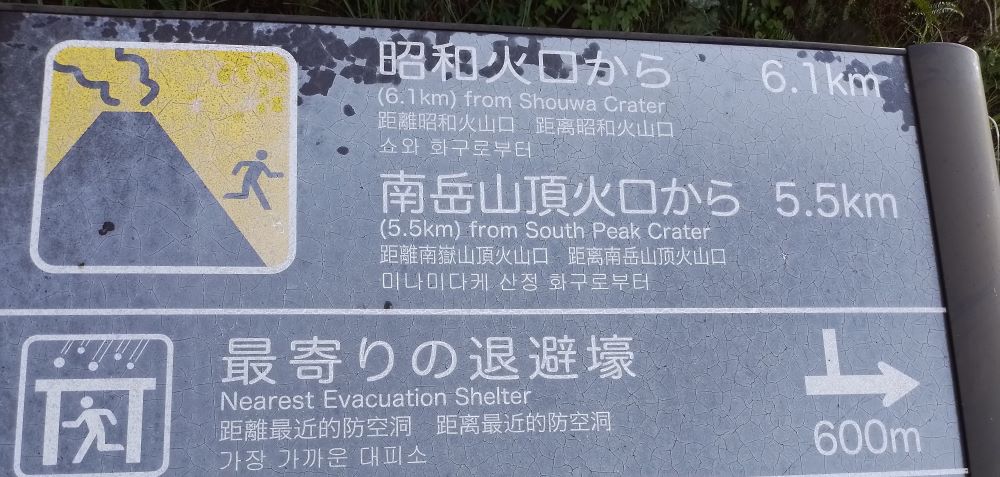 昭和火口から 6.1km
(6.1km) from Shouwa Crater
距離昭和火山口 距离昭和火山口
쇼와 화구로부터
南岳山頂火口から 5.5km
(5.5km) from South Peak Crater
距離南嶽山頂火山口 距离南岳山顶火山口
미나미다케 산정 화구로부터
最寄りの退避壕
Nearest Evacuation Shelter
距離最近的防空洞 距离最近的防空洞
가장 가까운 대피소
600m